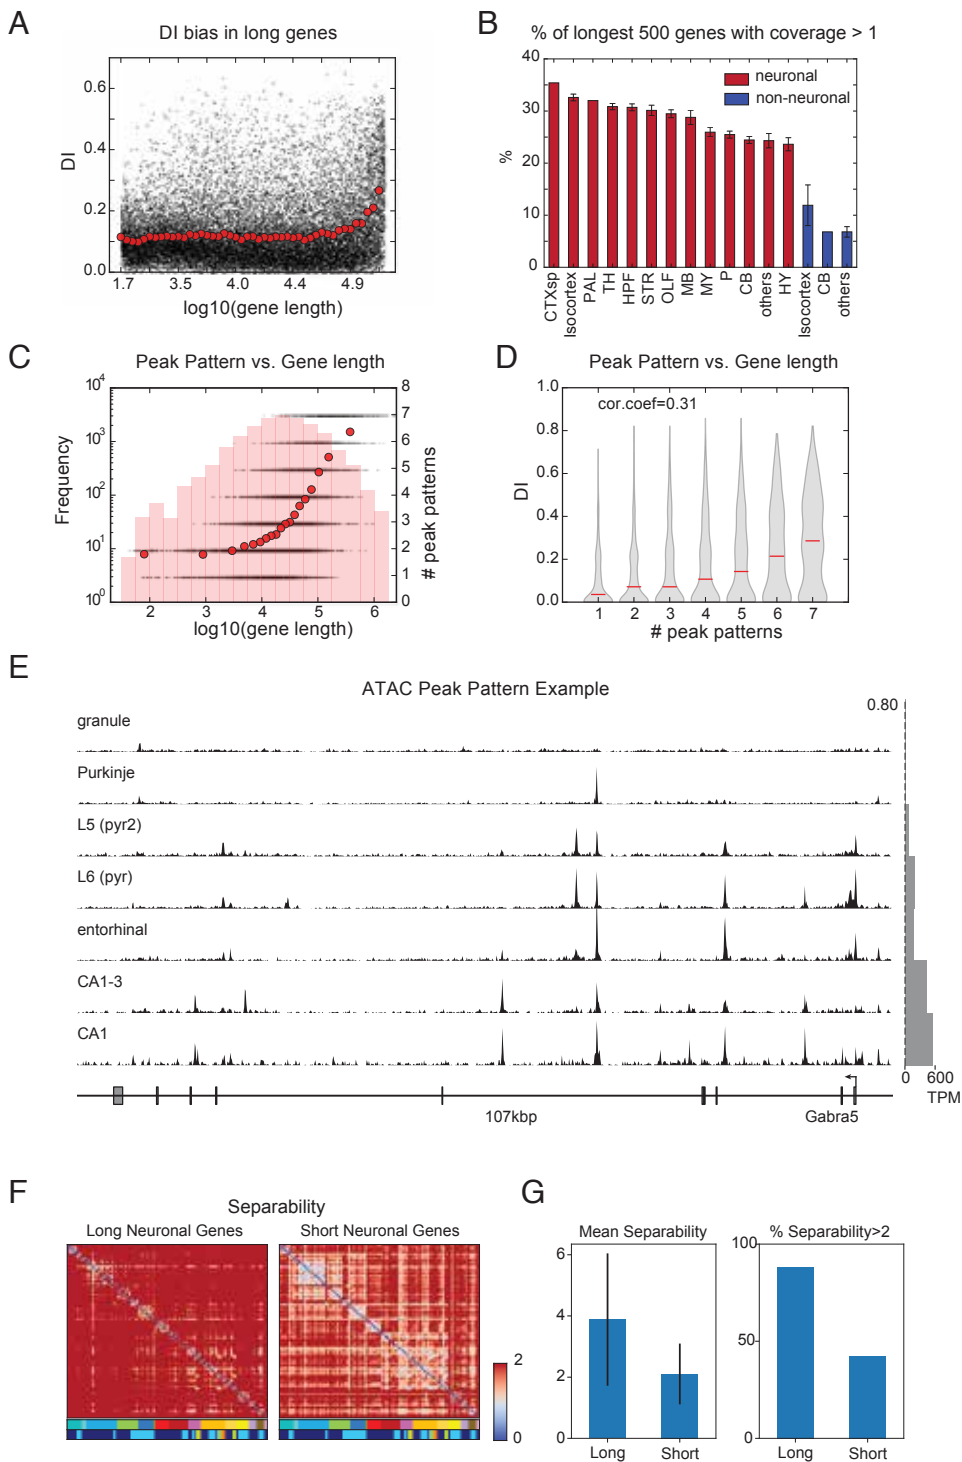 A
DI bias in long genes
DI
0.6
0.4
0.2
0.0
1.7 3.5 4.0 4.4 4.9
log10(gene length)
B
% of longest 500 genes with coverage > 1
%
40
30
20
10
0
neuronal
non-neuronal
CTXsp
Isocortex
PAL
TH
HPF
STR
OLF
MB
MY
P
CB
others
HY
Isocortex
CB
others
C
Peak Pattern vs. Gene length
Frequency
10^4
10^3
10^2
10^1
10^0
8
7
6
5
4
3
2
1
0
# peak patterns
2 3 4 5 6
log10(gene length)
D
Peak Pattern vs. Gene length
cor.coef=0.31
DI
1.0
0.8
0.6
0.4
0.2
0.0
1 2 3 4 5 6 7
# peak patterns
E
ATAC Peak Pattern Example
0.80
granule
Purkinje
L5 (pyr2)
L6 (pyr)
entorhinal
CA1-3
CA1
0 600
TPM
107kbp
Gabra5
F
Separability
Long Neuronal Genes
Short Neuronal Genes
2
0
G
Mean Separability
6
4
2
0
Long Short
% Separability>2
100
50
0
Long Short